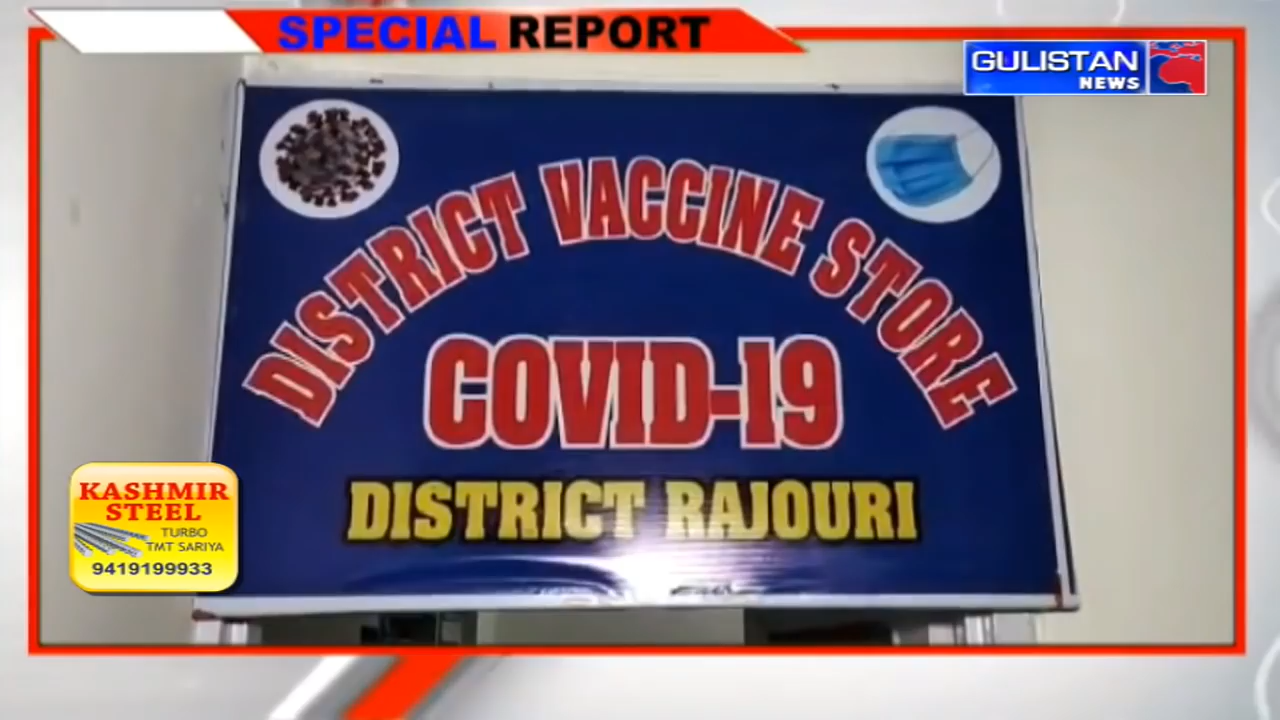 SPECIAL REPORT
GULISTAN
NEWS
DISTRICT VACCINE STORE
COVID-19
DISTRICT RAJOURI
KASHMIR
STEEL
TURBO
TMT SARIYA
9419199933